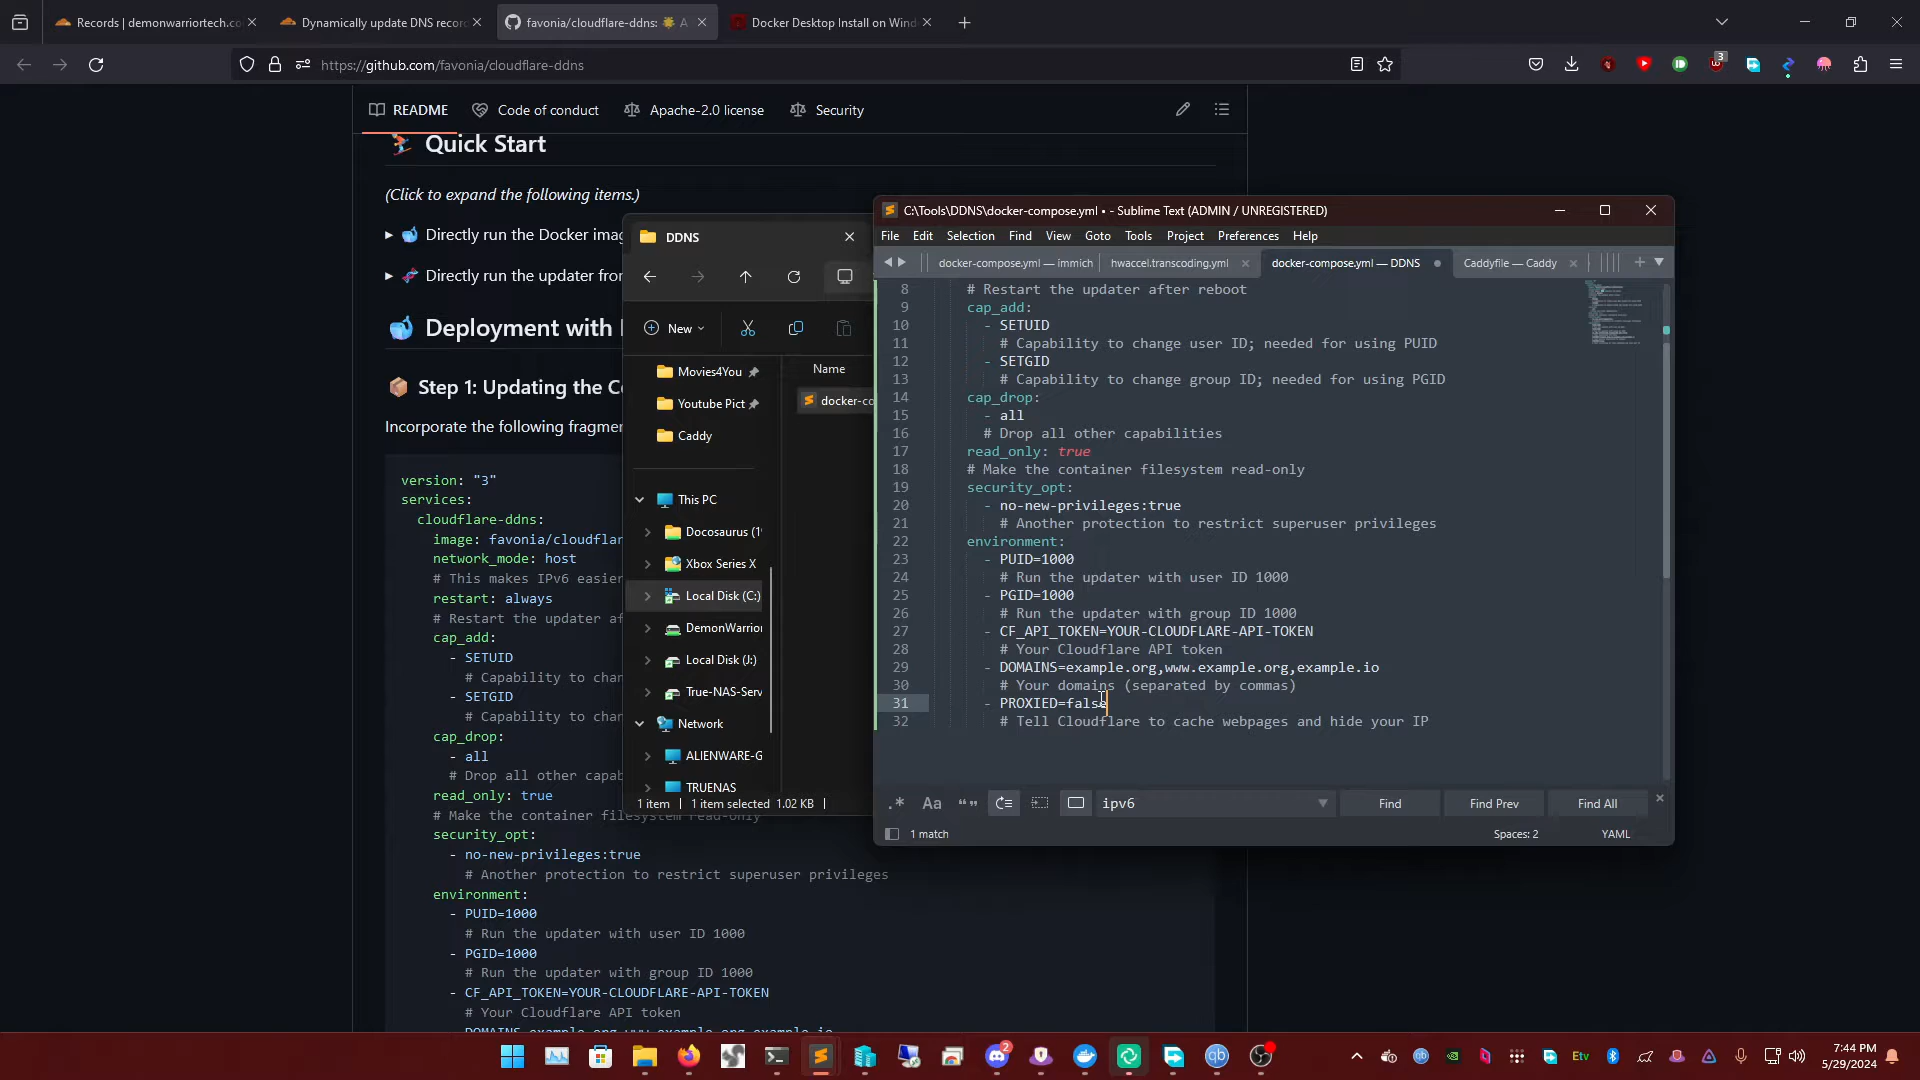 Records | demonwarriortech.co
Dynamically update DNS recor
favonia/cloudflare-ddns: 🌟 A
Docker Desktop Install on Wind
https://github.com/favonia/cloudflare-ddns
3
README
Code of conduct
Apache-2.0 license
Security
Quick Start
(Click to expand the following items.)
Directly run the Docker imag
Directly run the updater from
Deployment with
Step 1: Updating the Co
Incorporate the following fragmen
version: "3"
services:
cloudflare-ddns:
image: favonia/cloudflar
network_mode: host
# This makes IPv6 easier
restart: always
# Restart the updater af
cap_add:
- SETUID
# Capability to chan
- SETGID
# Capability to chan
cap_drop:
- all
# Drop all other capab
read_only: true
# Make the container filesystem read-only
security_opt:
- no-new-privileges:true
# Another protection to restrict superuser privileges
environment:
- PUID=1000
# Run the updater with user ID 1000
- PGID=1000
# Run the updater with group ID 1000
- CF_API_TOKEN=YOUR-CLOUDFLARE-API-TOKEN
# Your Cloudflare API token
- DOMAINS=example.org,www.example.org,example.io
DDNS
New
Name
Movies4You
Youtube Pict
Caddy
docker-co
This PC
Docosaurus (1
Xbox Series X
Local Disk (C:)
DemonWarrior
Local Disk (J:)
True-NAS-Serv
Network
ALIENWARE-G
TRUENAS
1 item
1 item selected 1.02 KB
C:\Tools\DDNS\docker-compose.yml • - Sublime Text (ADMIN / UNREGISTERED)
File Edit Selection Find View Goto Tools Project Preferences Help
docker-compose.yml — immich
hwaccel.transcoding.yml
docker-compose.yml — DDNS
Caddyfile — Caddy
8 # Restart the updater after reboot
9 cap_add:
10 - SETUID
11 # Capability to change user ID; needed for using PUID
12 - SETGID
13 # Capability to change group ID; needed for using PGID
14 cap_drop:
15 - all
16 # Drop all other capabilities
17 read_only: true
18 # Make the container filesystem read-only
19 security_opt:
20 - no-new-privileges:true
21 # Another protection to restrict superuser privileges
22 environment:
23 - PUID=1000
24 # Run the updater with user ID 1000
25 - PGID=1000
26 # Run the updater with group ID 1000
27 - CF_API_TOKEN=YOUR-CLOUDFLARE-API-TOKEN
28 # Your Cloudflare API token
29 - DOMAINS=example.org,www.example.org,example.io
30 # Your domains (separated by commas)
31 - PROXIED=false
32 # Tell Cloudflare to cache webpages and hide your IP
.* Aa “”
ipv6
Find
Find Prev
Find All
1 match
Spaces: 2
YAML
2
Etv
7:44 PM
5/29/2024